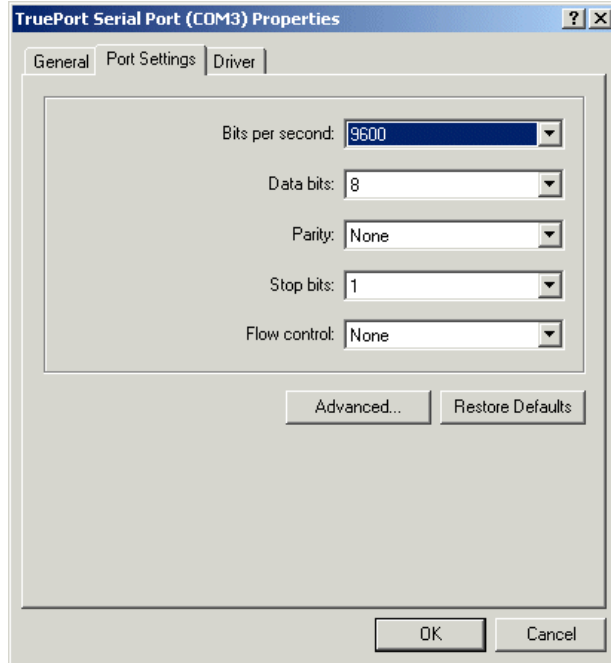 TruePort Serial Port (COM3) Properties ? X
General Port Settings Driver
Bits per second: 9600
Data bits: 8
Parity: None
Stop bits: 1
Flow control: None
Advanced... Restore Defaults
OK Cancel